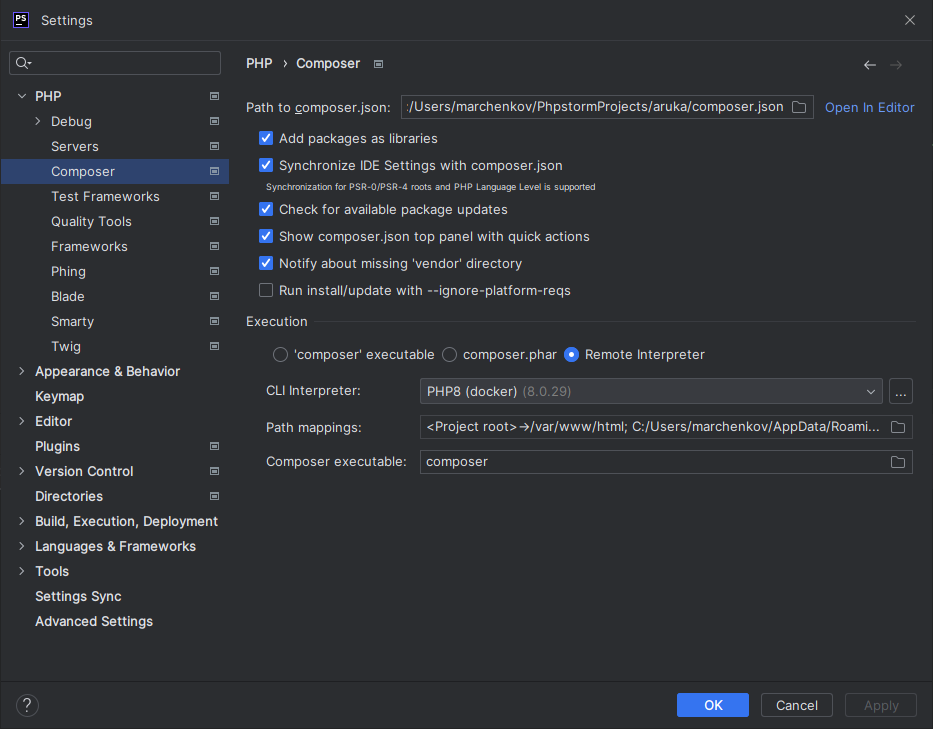 PS Settings
PHP › Composer
PHP
Debug
Servers
Composer
Test Frameworks
Quality Tools
Frameworks
Phing
Blade
Smarty
Twig
Appearance & Behavior
Keymap
Editor
Plugins
Version Control
Directories
Build, Execution, Deployment
Languages & Frameworks
Tools
Settings Sync
Advanced Settings
Path to composer.json: :/Users/marchenkov/PhpstormProjects/aruka/composer.json Open In Editor
Add packages as libraries
Synchronize IDE Settings with composer.json
Synchronization for PSR-0/PSR-4 roots and PHP Language Level is supported
Check for available package updates
Show composer.json top panel with quick actions
Notify about missing 'vendor' directory
Run install/update with --ignore-platform-reqs
Execution
'composer' executable composer.phar Remote Interpreter
CLI Interpreter: PHP8 (docker) (8.0.29) ...
Path mappings: <Project root>→/var/www/html; C:/Users/marchenkov/AppData/Roami...
Composer executable: composer
? OK Cancel Apply